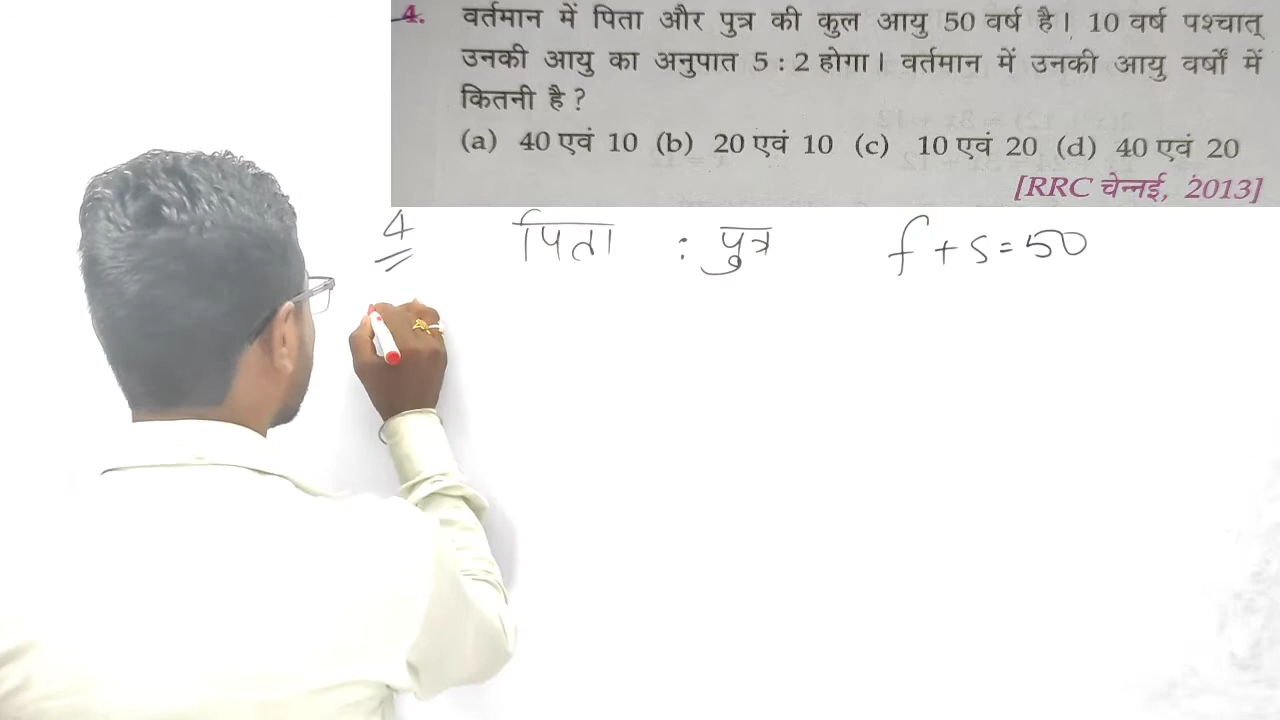 4. वर्तमान में पिता और पुत्र की कुल आयु 50 वर्ष है। 10 वर्ष पश्चात्
उनकी आयु का अनुपात 5 : 2 होगा। वर्तमान में उनकी आयु वर्षों में
कितनी है ?
(a) 40 एवं 10 (b) 20 एवं 10 (c) 10 एवं 20 (d) 40 एवं 20
[RRC चेन्नई, 2013]
4 पिता : पुत्र f + s = 50